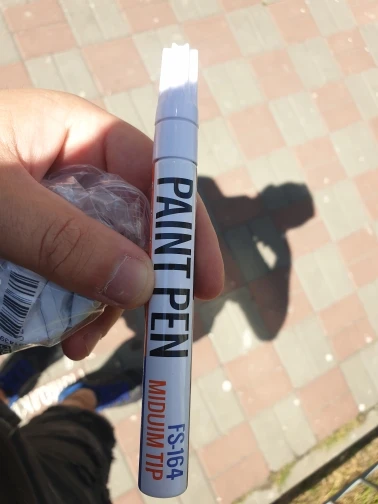 PAINT PEN
FS-164
MIDUIM TIP